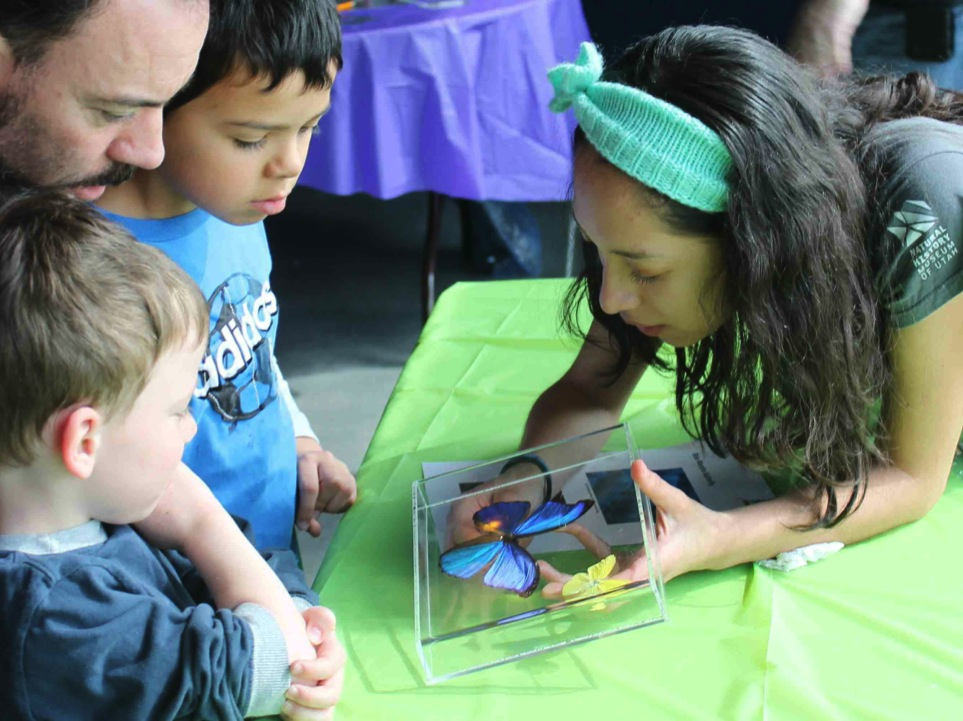 adidas
NATURAL
HISTORY
MUSEUM
OF UTAH